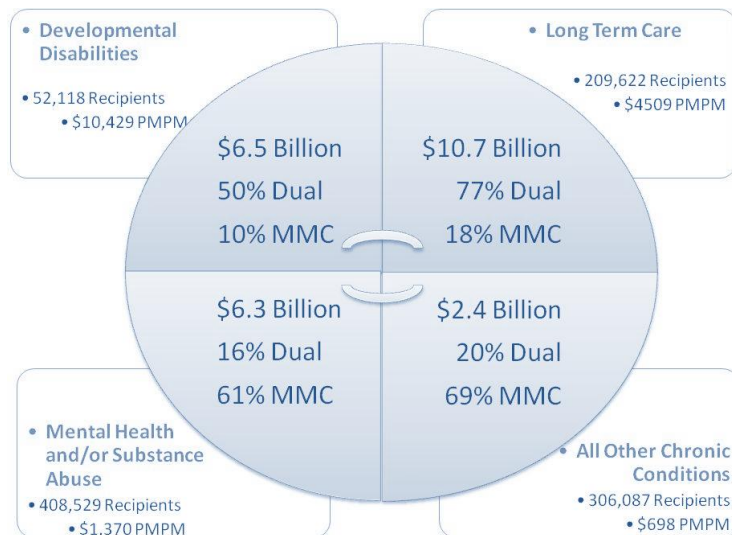 • Developmental
Disabilities
• 52,118 Recipients
• $10,429 PMPM
• Long Term Care
• 209,622 Recipients
• $4509 PMPM
$6.5 Billion
50% Dual
10% MMC
$10.7 Billion
77% Dual
18% MMC
$6.3 Billion
16% Dual
61% MMC
$2.4 Billion
20% Dual
69% MMC
• Mental Health
and/or Substance
Abuse
• 408,529 Recipients
• $1,370 PMPM
• All Other Chronic
Conditions
• 306,087 Recipients
• $698 PMPM